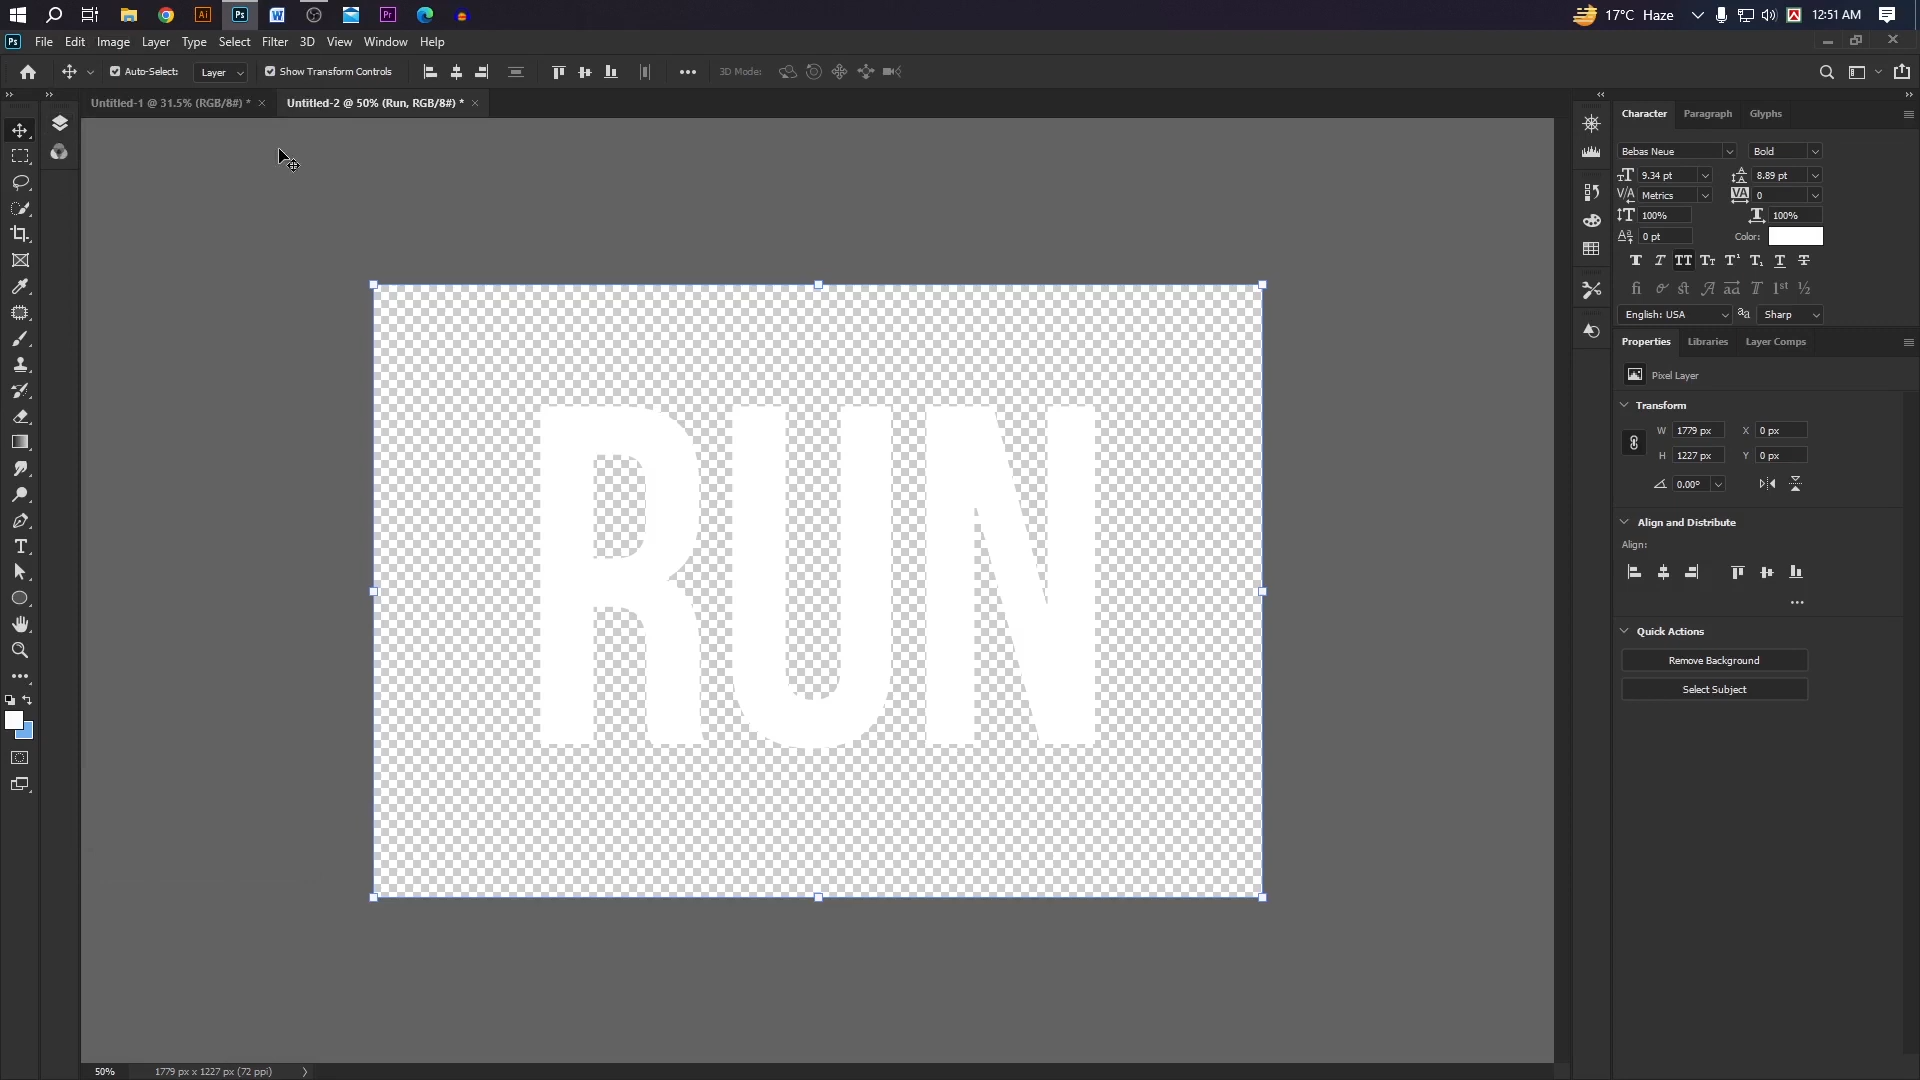 17°C Haze
12:51 AM
File Edit Image Layer Type Select Filter 3D View Window Help
Auto-Select: Layer Show Transform Controls 3D Mode:
Untitled-1 @ 31.5% (RGB/8#) * × Untitled-2 @ 50% (Run, RGB/8#) * ×
Character Paragraph Glyphs
Bebas Neue Bold
9.34 pt 8.89 pt
Metrics 0
100% 100%
0 pt Color:
English: USA Sharp
Properties Libraries Layer Comps
Pixel Layer
Transform
W 1779 px X 0 px
H 1227 px Y 0 px
0.00°
Align and Distribute
Align:
Quick Actions
Remove Background
Select Subject
RUN
50% 1779 px x 1227 px (72 ppi)